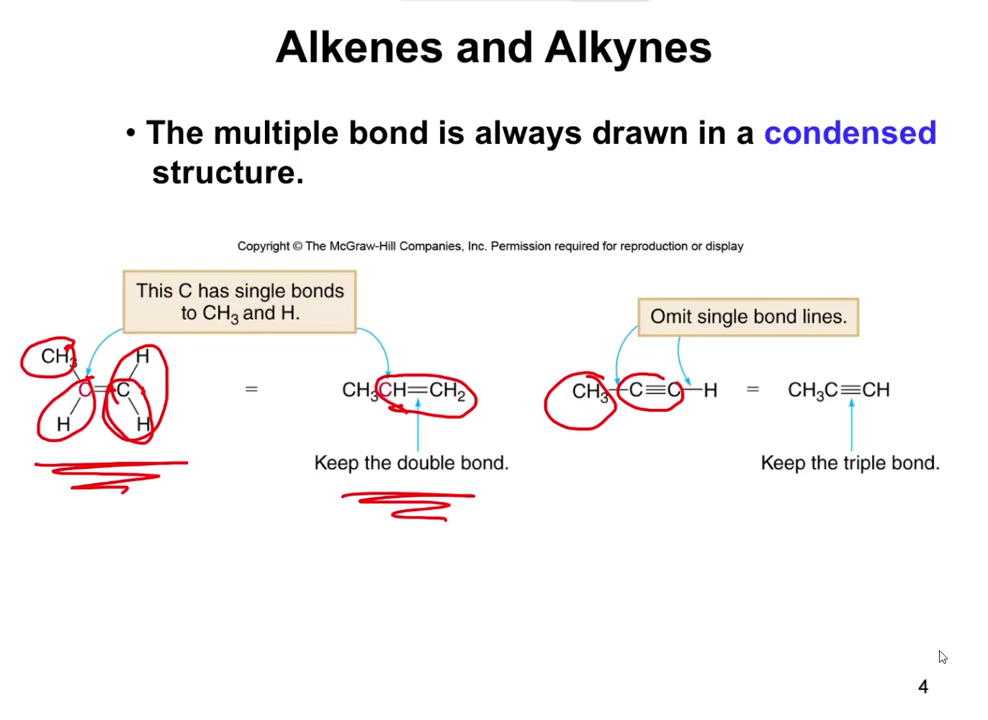 Alkenes and Alkynes
• The multiple bond is always drawn in a condensed
structure.
Copyright © The McGraw-Hill Companies, Inc. Permission required for reproduction or display
This C has single bonds
to CH₃ and H.
Omit single bond lines.
CH₃ H
C=C
H H
=
CH₃CH=CH₂
CH₃–C≡C–H
=
CH₃C≡CH
Keep the double bond.
Keep the triple bond.
4